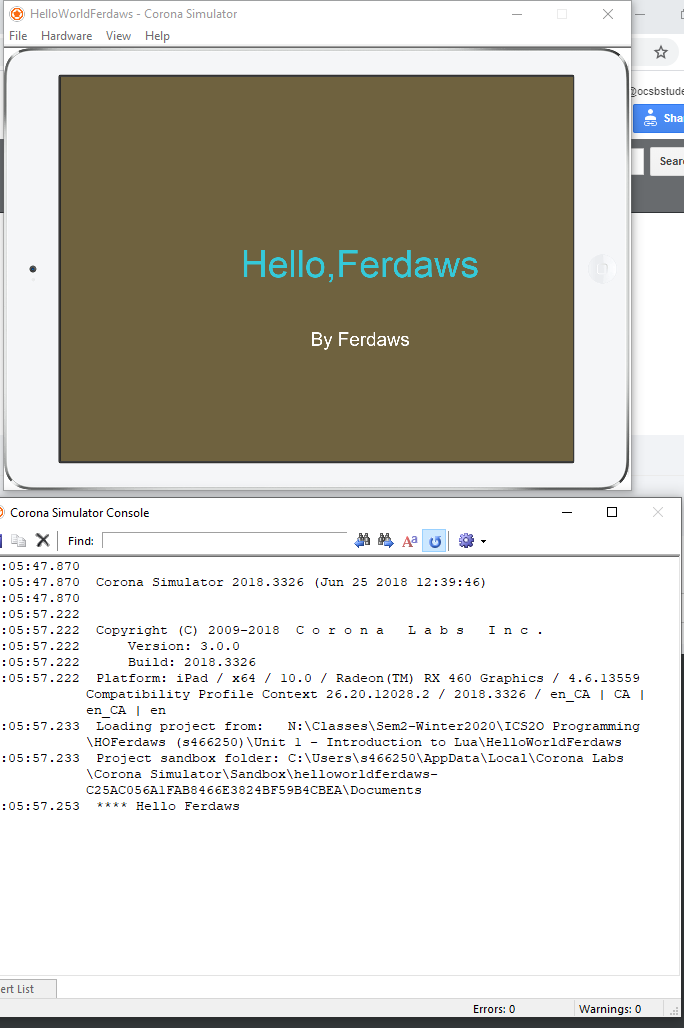 HelloWorldFerdaws - Corona Simulator
File Hardware View Help
@ocsbstude
Sha
Sear
Hello,Ferdaws
By Ferdaws
Corona Simulator Console
Find:
Aa
:05:47.870
:05:47.870 Corona Simulator 2018.3326 (Jun 25 2018 12:39:46)
:05:47.870
:05:57.222
:05:57.222 Copyright (C) 2009-2018 C o r o n a L a b s I n c .
:05:57.222 Version: 3.0.0
:05:57.222 Build: 2018.3326
:05:57.222 Platform: iPad / x64 / 10.0 / Radeon(TM) RX 460 Graphics / 4.6.13559
Compatibility Profile Context 26.20.12028.2 / 2018.3326 / en_CA | CA |
en_CA | en
:05:57.233 Loading project from: N:\Classes\Sem2-Winter2020\ICS2O Programming
\HOFerdaws (s466250)\Unit 1 - Introduction to Lua\HelloWorldFerdaws
:05:57.233 Project sandbox folder: C:\Users\s466250\AppData\Local\Corona Labs
\Corona Simulator\Sandbox\helloworldferdaws-
C25AC056A1FAB8466E3824BF59B4CBEA\Documents
:05:57.253 **** Hello Ferdaws
ert List
Errors: 0 Warnings: 0